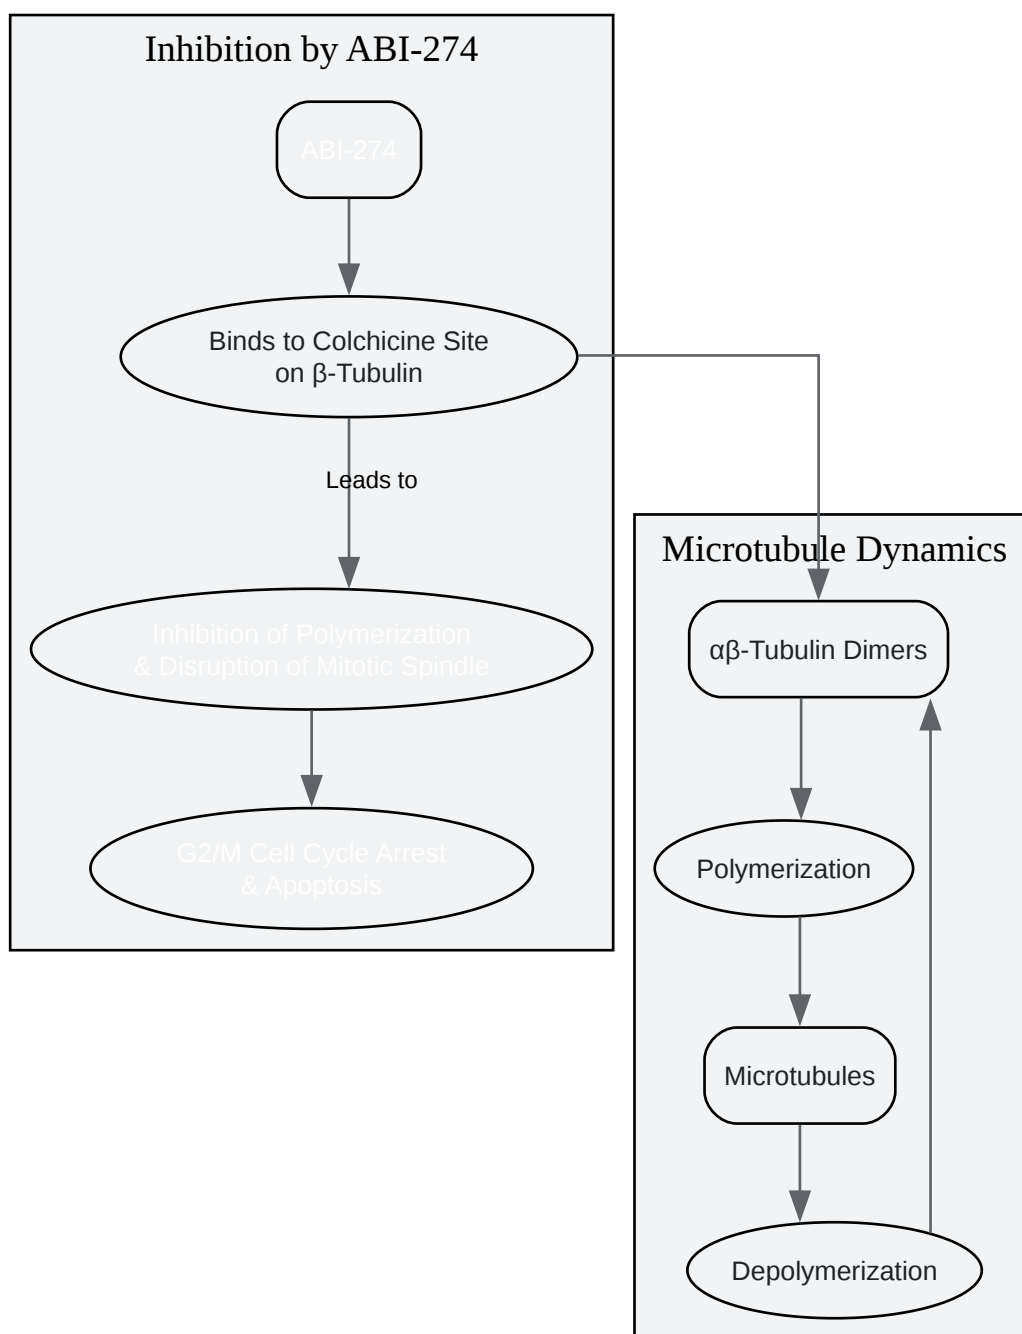 Inhibition by ABI-274
ABI-274
Binds to Colchicine Site
on β-Tubulin
Leads to
Inhibition of Polymerization
& Disruption of Mitotic Spindle
G2/M Cell Cycle Arrest
& Apoptosis
Microtubule Dynamics
αβ-Tubulin Dimers
Polymerization
Microtubules
Depolymerization